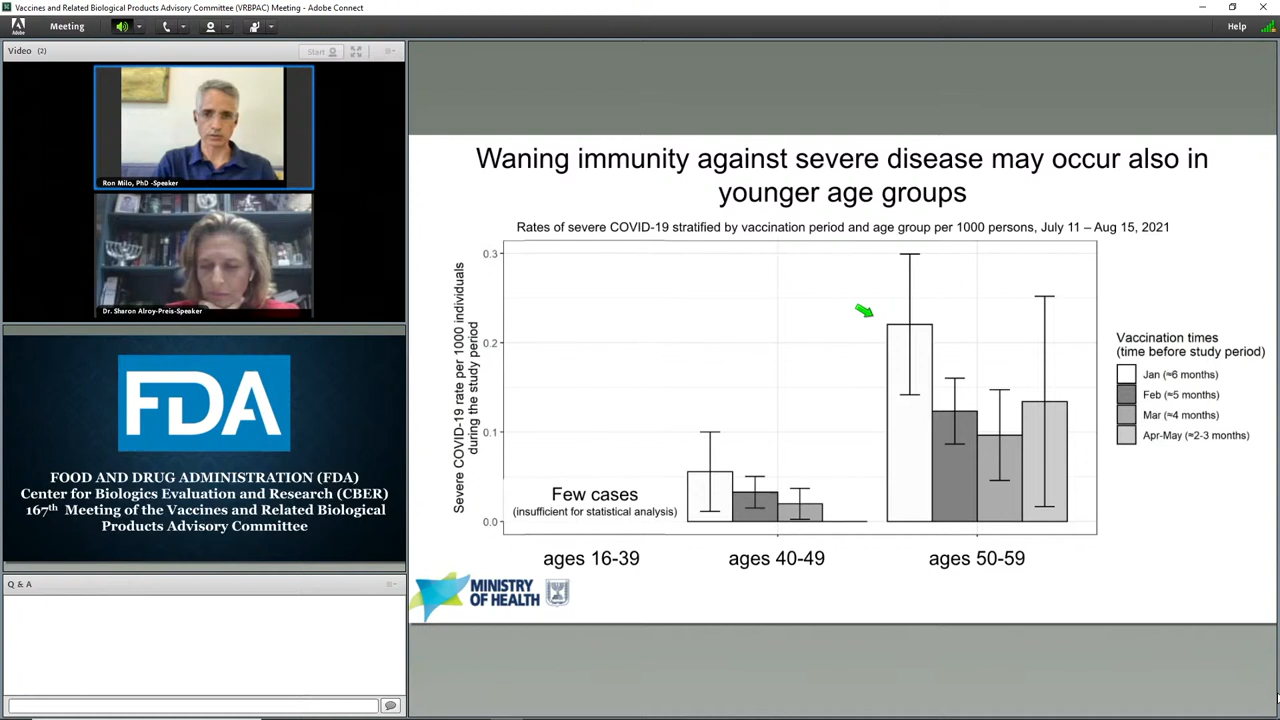 Vaccines and Related Biological Products Advisory Committee (VRBPAC) Meeting - Adobe Connect
Meeting
Help
Adobe
Video (2)
Start
Ron Milo, PhD -Speaker
Dr. Sharon Alroy-Preis-Speaker
FDA
FOOD AND DRUG ADMINISTRATION (FDA)
Center for Biologics Evaluation and Research (CBER)
167th Meeting of the Vaccines and Related Biological
Products Advisory Committee
Q & A
Waning immunity against severe disease may occur also in
younger age groups
Rates of severe COVID-19 stratified by vaccination period and age group per 1000 persons, July 11 – Aug 15, 2021
Severe COVID-19 rate per 1000 individuals
during the study period
0.3
0.2
0.1
0.0
Few cases
(insufficient for statistical analysis)
ages 16-39
ages 40-49
ages 50-59
Vaccination times
(time before study period)
Jan (≈6 months)
Feb (≈5 months)
Mar (≈4 months)
Apr-May (≈2-3 months)
MINISTRY
OF HEALTH